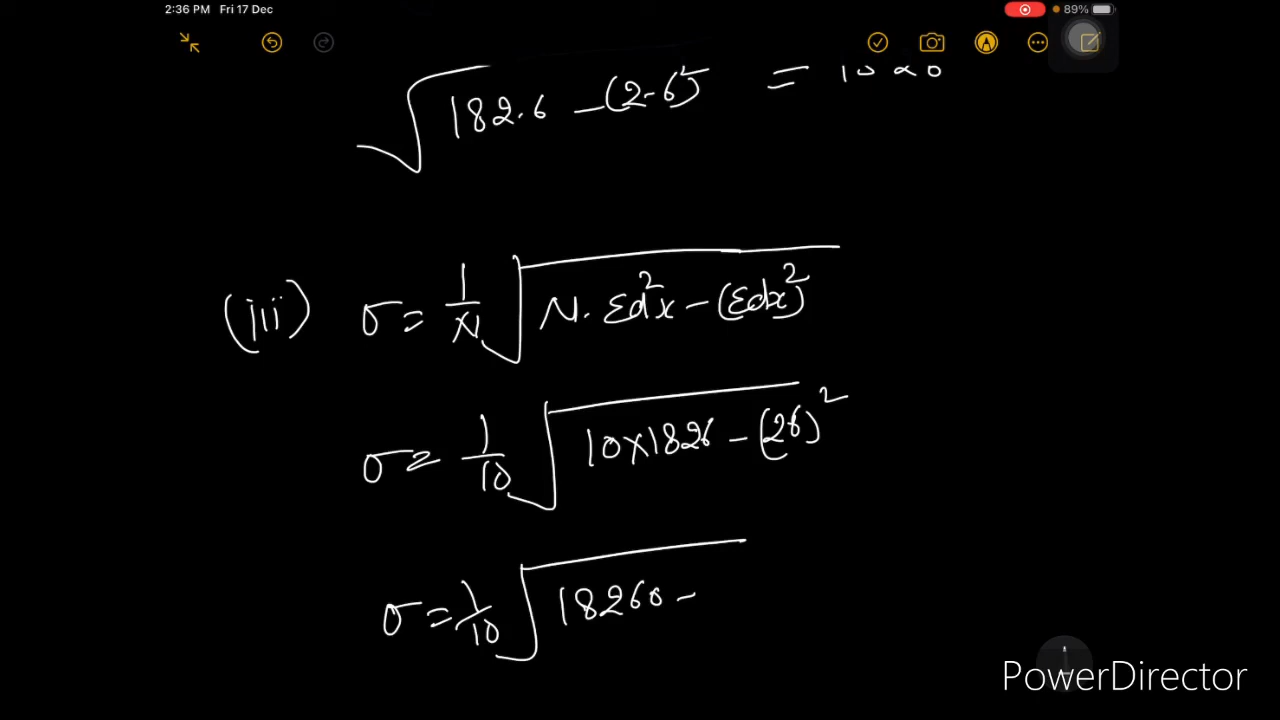 2:36 PM Fri 17 Dec
89%
√182.6 – (2.6)² =
(iii) σ = 1/N √N. Σd²x – (Σdx)²
σ = 1/10 √10×1826 – (26)²
σ = 1/10 √18260 –
PowerDirector